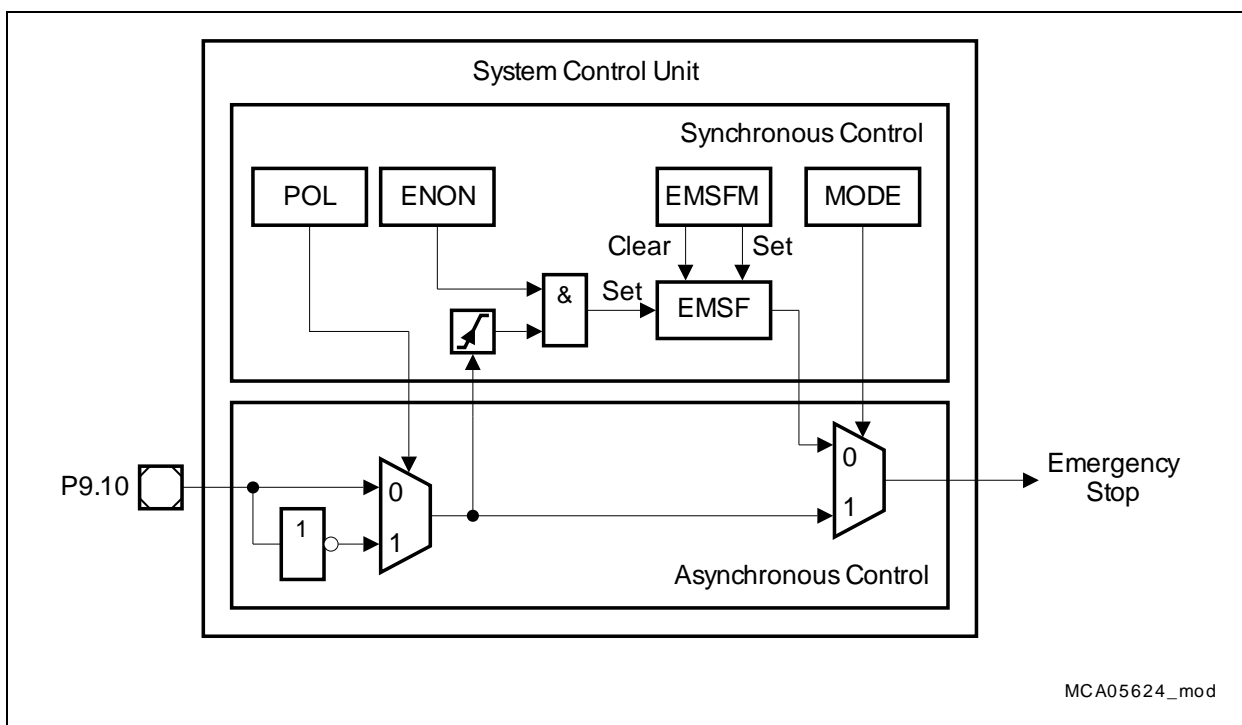 System Control Unit
Synchronous Control
POL
ENON
EMSFM
MODE
Clear
Set
&
Set
EMSF
P9.10
0
1
1
0
1
Emergency
Stop
Asynchronous Control
MCA05624_mod